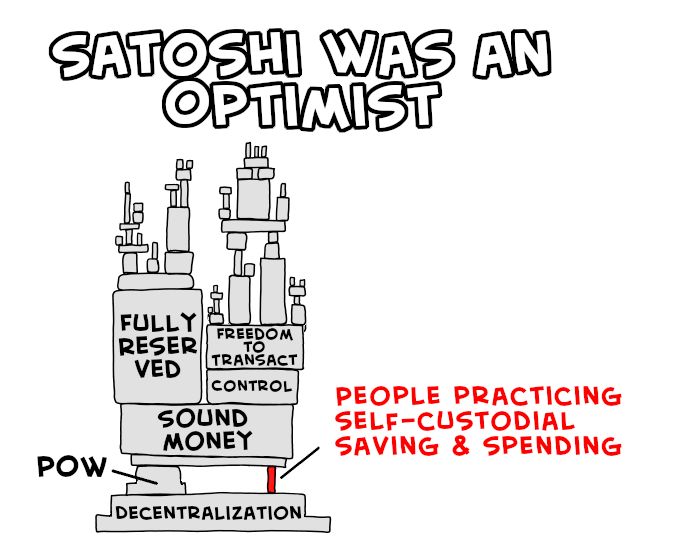 SATOSHI WAS AN
OPTIMIST
FULLY
RESER
VED
FREEDOM
TO
TRANSACT
CONTROL
SOUND
MONEY
PEOPLE PRACTICING
SELF-CUSTODIAL
SAVING & SPENDING
POW
DECENTRALIZATION